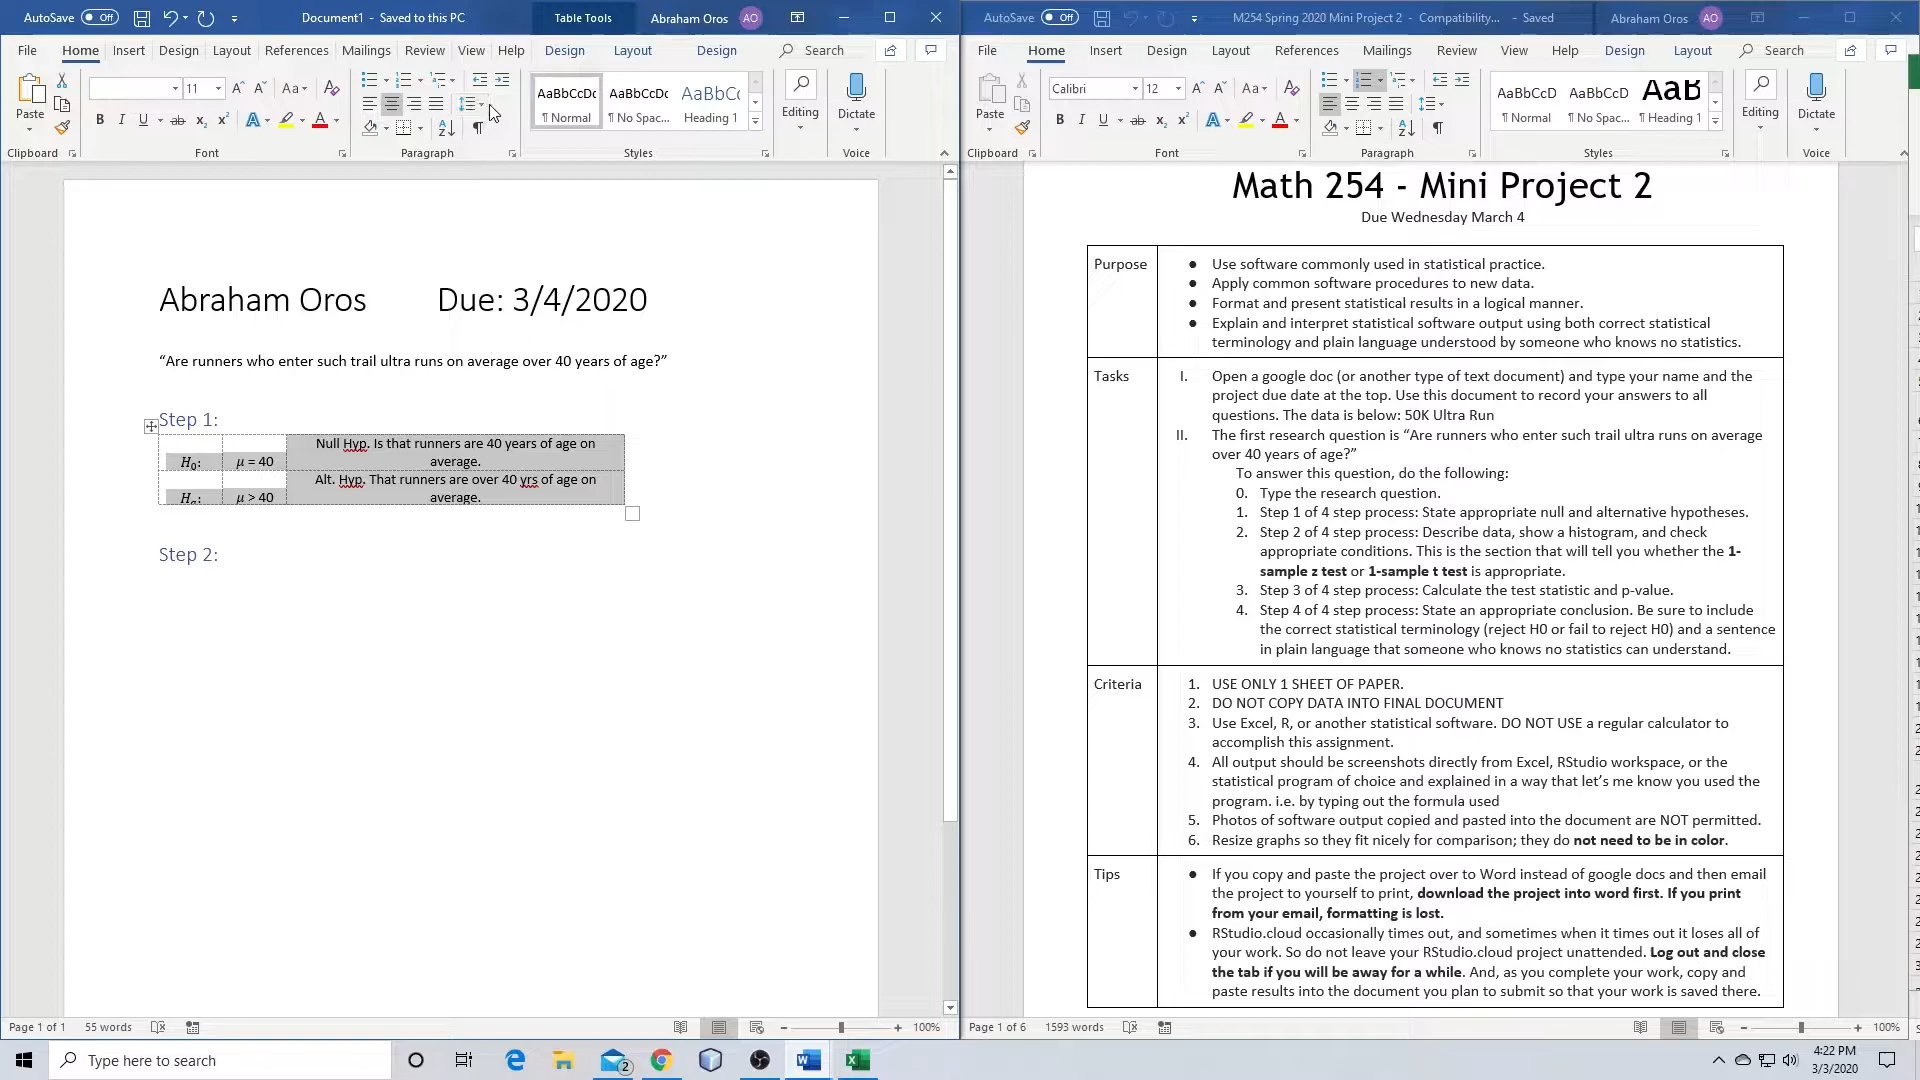 AutoSave Off Document1 - Saved to this PC Table Tools Abraham Oros AO
File Home Insert Design Layout References Mailings Review View Help Design Layout Design Search
11 Aa
AaBbCcDc AaBbCcDc AaBbCc
Paste B I U ab x₂ x² A A ¶ Normal ¶ No Spac... Heading 1 Editing Dictate
Clipboard Font Paragraph Styles Voice
Abraham Oros Due: 3/4/2020
“Are runners who enter such trail ultra runs on average over 40 years of age?”
Step 1:
H₀: μ = 40 Null Hyp. Is that runners are 40 years of age on
average.
Hₐ: μ > 40 Alt. Hyp. That runners are over 40 yrs of age on
average.
Step 2:
Page 1 of 1 55 words 100%
AutoSave Off M254 Spring 2020 Mini Project 2 - Compatibility... - Saved Abraham Oros AO
File Home Insert Design Layout References Mailings Review View Help Design Layout Search
Calibri 12 Aa
AaBbCcD AaBbCcD AaB
Paste B I U ab x₂ x² A A ¶ Normal ¶ No Spac... ¶ Heading 1 Editing Dictate
Clipboard Font Paragraph Styles Voice
Math 254 - Mini Project 2
Due Wednesday March 4
Purpose
● Use software commonly used in statistical practice.
● Apply common software procedures to new data.
● Format and present statistical results in a logical manner.
● Explain and interpret statistical software output using both correct statistical
terminology and plain language understood by someone who knows no statistics.
Tasks
I. Open a google doc (or another type of text document) and type your name and the
project due date at the top. Use this document to record your answers to all
questions. The data is below: 50K Ultra Run
II. The first research question is “Are runners who enter such trail ultra runs on average
over 40 years of age?”
To answer this question, do the following:
0. Type the research question.
1. Step 1 of 4 step process: State appropriate null and alternative hypotheses.
2. Step 2 of 4 step process: Describe data, show a histogram, and check
appropriate conditions. This is the section that will tell you whether the 1-
sample z test or 1-sample t test is appropriate.
3. Step 3 of 4 step process: Calculate the test statistic and p-value.
4. Step 4 of 4 step process: State an appropriate conclusion. Be sure to include
the correct statistical terminology (reject H0 or fail to reject H0) and a sentence
in plain language that someone who knows no statistics can understand.
Criteria
1. USE ONLY 1 SHEET OF PAPER.
2. DO NOT COPY DATA INTO FINAL DOCUMENT
3. Use Excel, R, or another statistical software. DO NOT USE a regular calculator to
accomplish this assignment.
4. All output should be screenshots directly from Excel, RStudio workspace, or the
statistical program of choice and explained in a way that let’s me know you used the
program. i.e. by typing out the formula used
5. Photos of software output copied and pasted into the document are NOT permitted.
6. Resize graphs so they fit nicely for comparison; they do not need to be in color.
Tips
● If you copy and paste the project over to Word instead of google docs and then email
the project to yourself to print, download the project into word first. If you print
from your email, formatting is lost.
● RStudio.cloud occasionally times out, and sometimes when it times out it loses all of
your work. So do not leave your RStudio.cloud project unattended. Log out and close
the tab if you will be away for a while. And, as you complete your work, copy and
paste results into the document you plan to submit so that your work is saved there.
Page 1 of 6 1593 words 100%
Type here to search 2
4:22 PM
3/3/2020